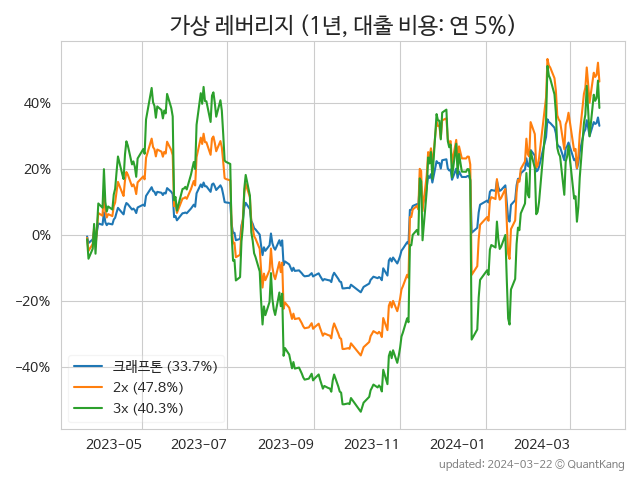 가상 레버리지 (1년, 대출 비용: 연 5%)
40%
20%
0%
−20%
−40%
크래프톤 (33.7%)
2x (47.8%)
3x (40.3%)
2023-05 2023-07 2023-09 2023-11 2024-01 2024-03
updated: 2024-03-22 © QuantKang